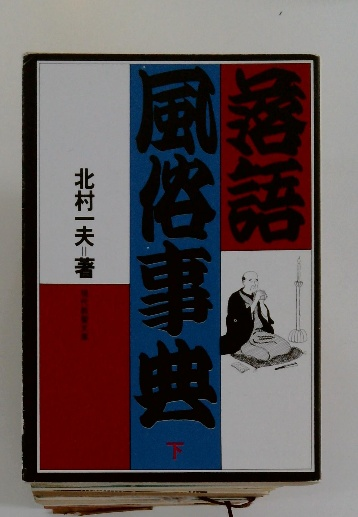 落語
風俗事典
下
北村一夫=著